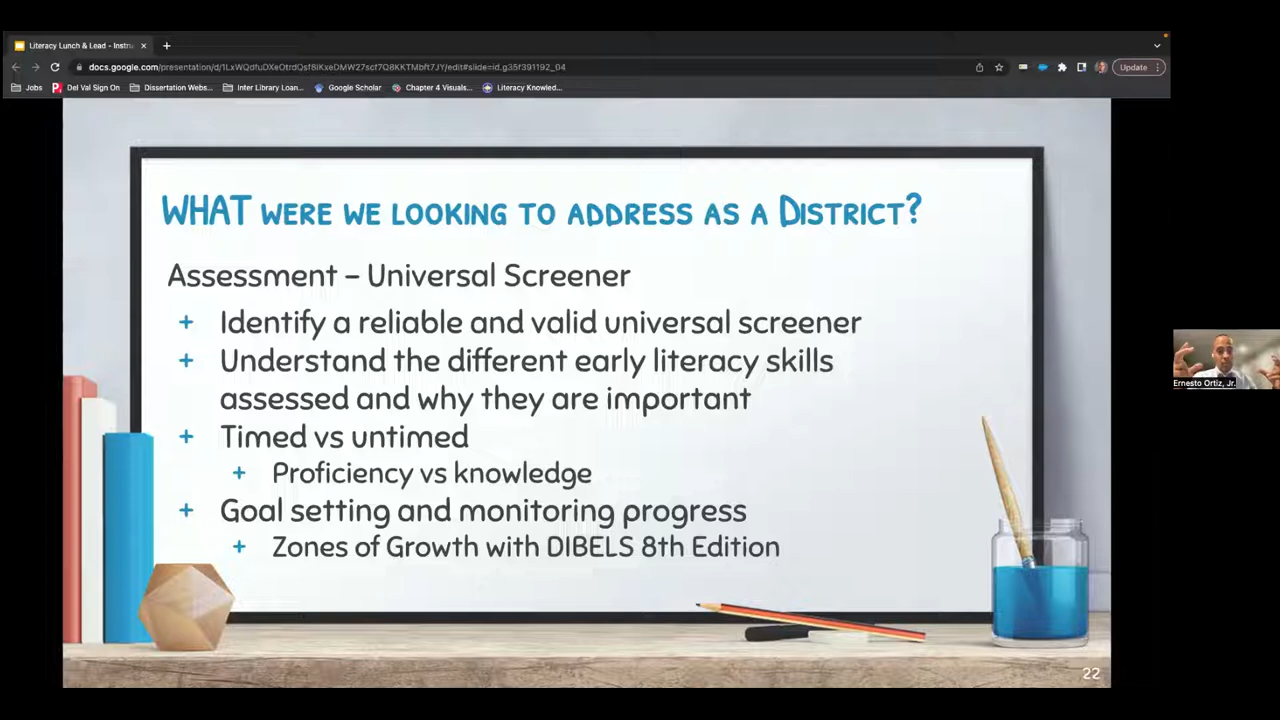 Literacy Lunch & Lead - Instru
docs.google.com/presentation/d/1LxWQdfuDXeOtrdQsf8iKxeDMW27scf7Q8KKTMbft7JY/edit#slide=id.g35f391192_04
Update
Jobs
Del Val Sign On
Dissertation Webs...
Inter Library Loan...
Google Scholar
Chapter 4 Visuals...
Literacy Knowled...
WHAT WERE WE LOOKING TO ADDRESS AS A DISTRICT?
Assessment – Universal Screener
+ Identify a reliable and valid universal screener
+ Understand the different early literacy skills
assessed and why they are important
+ Timed vs untimed
+ Proficiency vs knowledge
+ Goal setting and monitoring progress
+ Zones of Growth with DIBELS 8th Edition
Ernesto Ortiz, Jr.
22